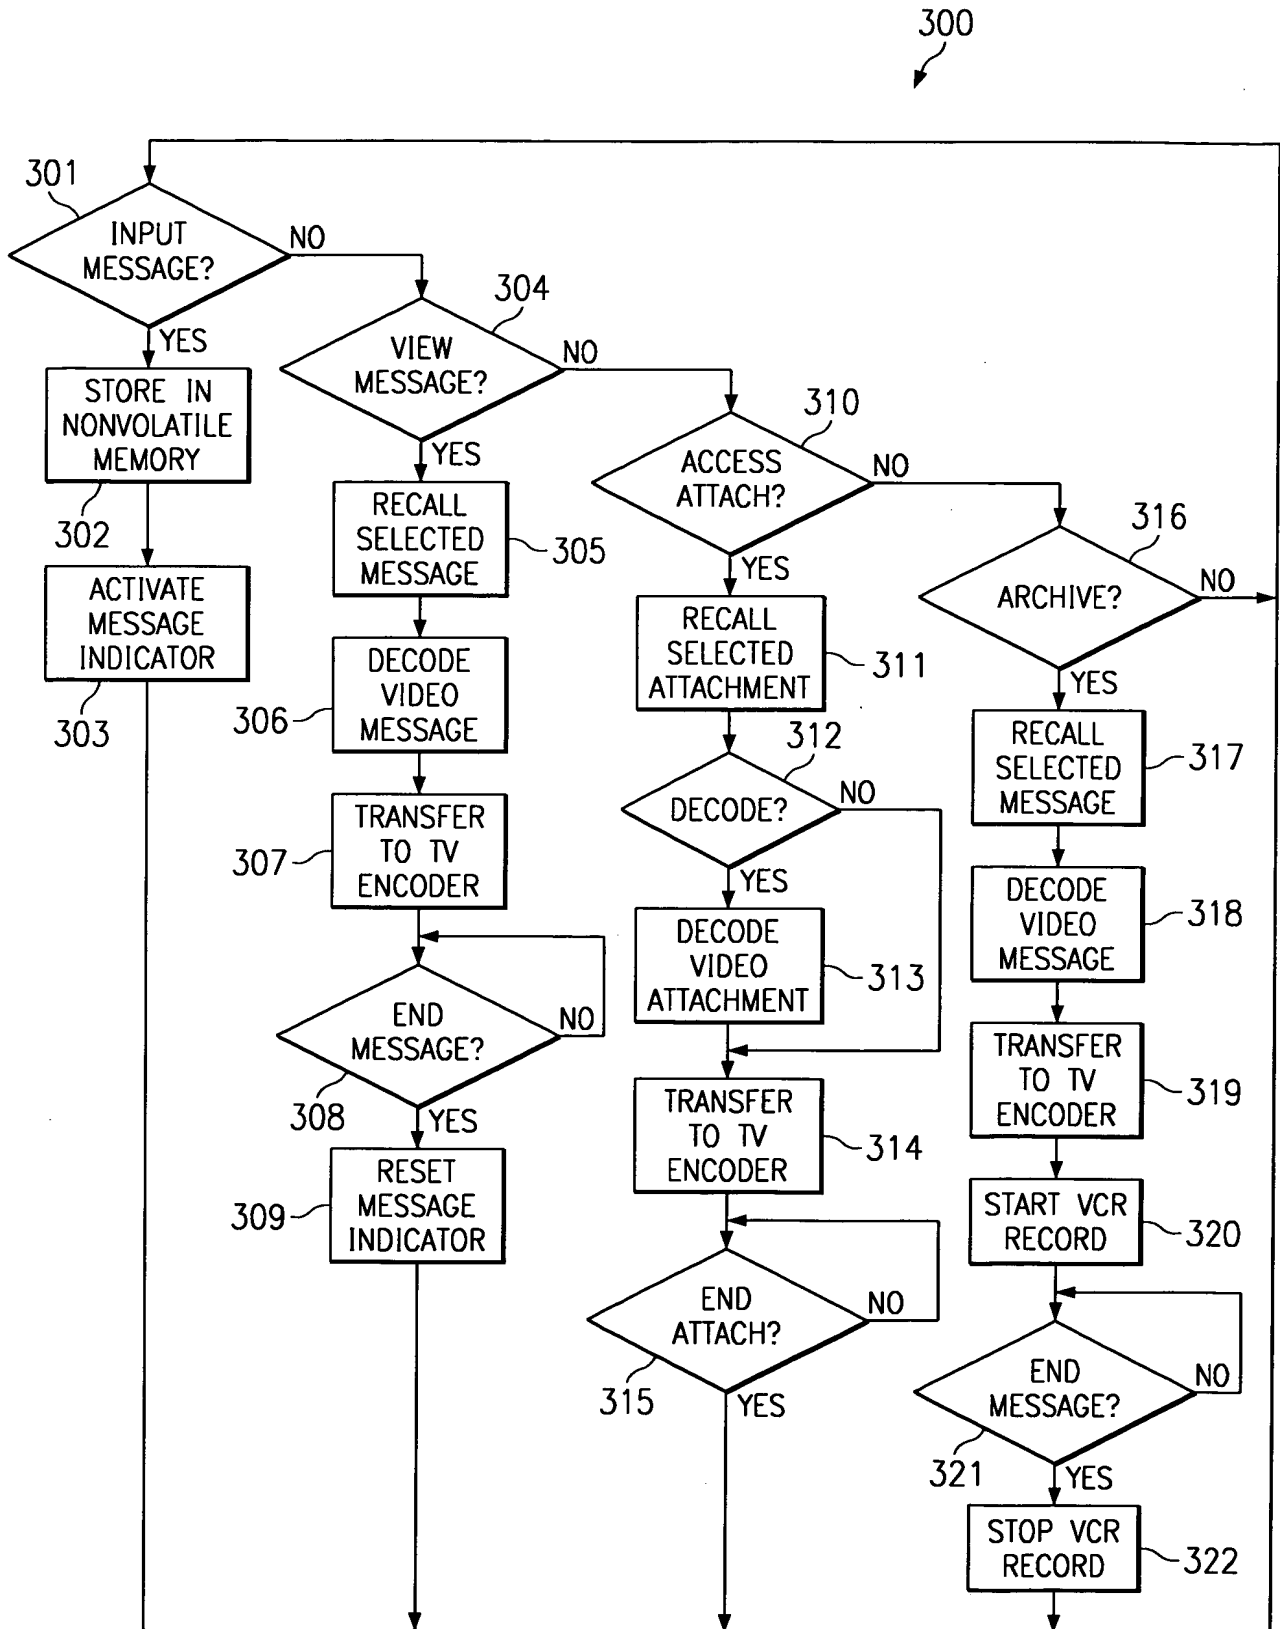 300
301
INPUT
MESSAGE?
NO
YES
STORE IN
NONVOLATILE
MEMORY
302
ACTIVATE
MESSAGE
INDICATOR
303
304
VIEW
MESSAGE?
NO
YES
RECALL
SELECTED
MESSAGE
305
DECODE
VIDEO
MESSAGE
306
TRANSFER
TO TV
ENCODER
307
END
MESSAGE?
NO
308
YES
RESET
MESSAGE
INDICATOR
309
310
ACCESS
ATTACH?
NO
YES
RECALL
SELECTED
ATTACHMENT
311
312
DECODE?
NO
YES
DECODE
VIDEO
ATTACHMENT
313
TRANSFER
TO TV
ENCODER
314
END
ATTACH?
NO
315
YES
316
ARCHIVE?
NO
YES
RECALL
SELECTED
MESSAGE
317
DECODE
VIDEO
MESSAGE
318
TRANSFER
TO TV
ENCODER
319
START VCR
RECORD
320
END
MESSAGE?
NO
321
YES
STOP VCR
RECORD
322